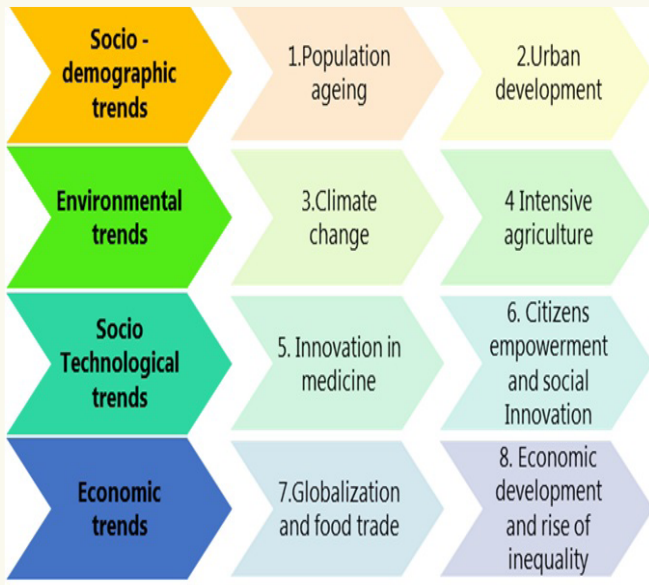 Socio -
demographic
trends
1.Population
ageing
2.Urban
development
Environmental
trends
3.Climate
change
4 Intensive
agriculture
Socio
Technological
trends
5. Innovation in
medicine
6. Citizens
empowerment
and social
Innovation
Economic
trends
7.Globalization
and food trade
8. Economic
development
and rise of
inequality